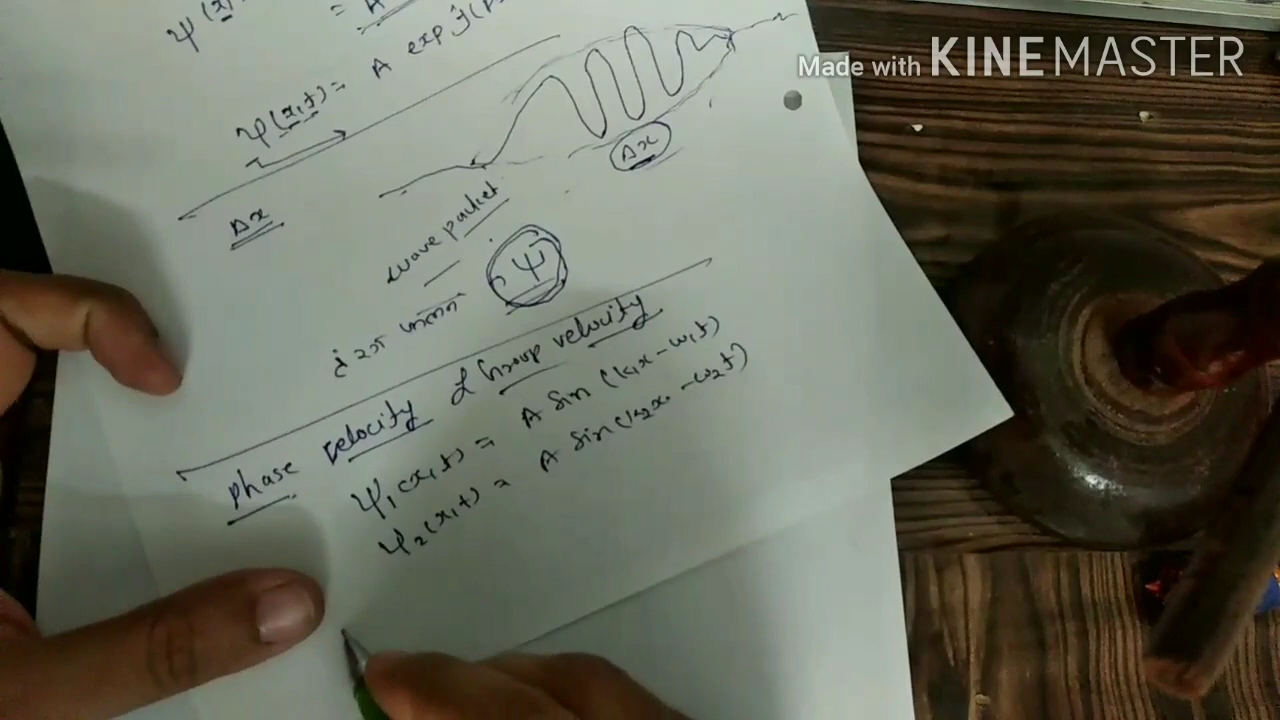 Made with KINEMASTER
ψ(x)
= A
ψ(x,t) = A exp j(
Δx
Δx
wave packet
ψ
phase velocity & Group velocity
ψ₁(x,t) = A sin (k₁x - ω₁t)
ψ₂(x,t) = A sin(k₂x - ω₂t)